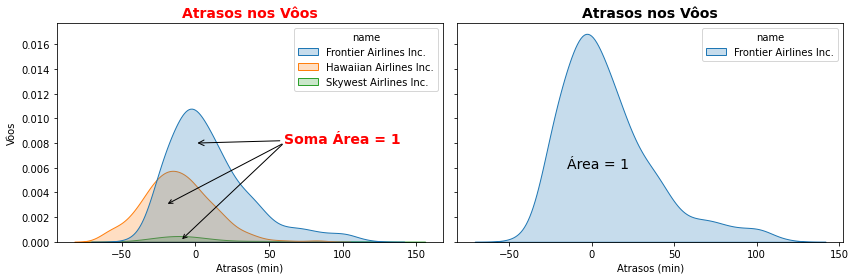 Atrasos nos Vôos
name
Frontier Airlines Inc.
Hawaiian Airlines Inc.
Skywest Airlines Inc.
Soma Área = 1
Vôos
0.016
0.014
0.012
0.010
0.008
0.006
0.004
0.002
0.000
−50
0
50
100
150
Atrasos (min)
Atrasos nos Vôos
name
Frontier Airlines Inc.
Área = 1
−50
0
50
100
150
Atrasos (min)